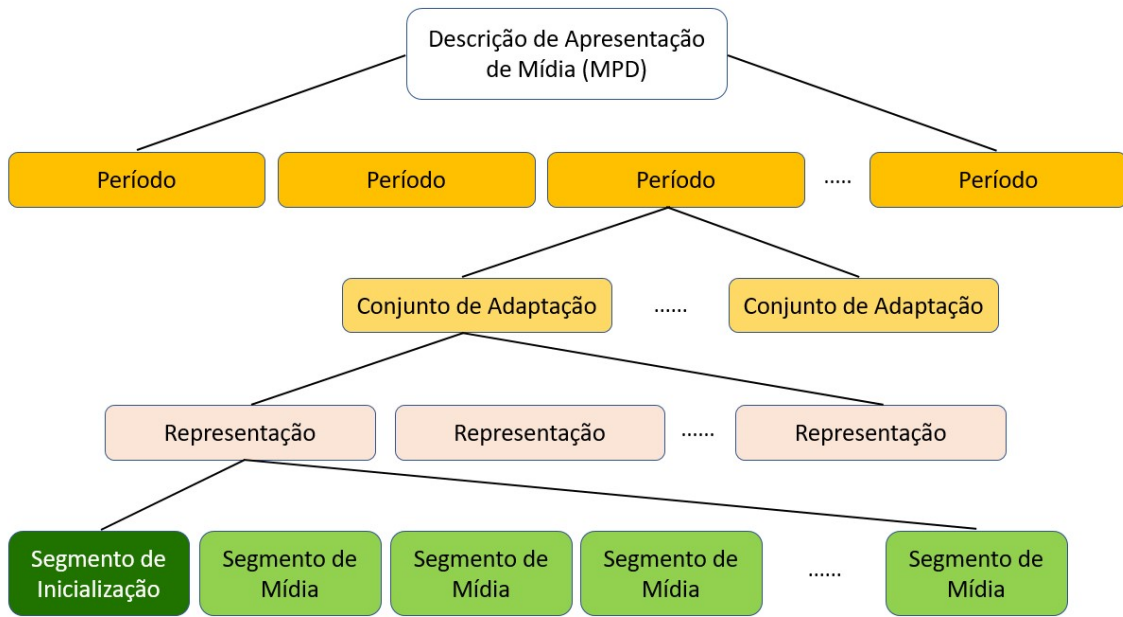 Descrição de Apresentação
de Mídia (MPD)
Período
Período
Período
.....
Período
Conjunto de Adaptação
......
Conjunto de Adaptação
Representação
Representação
......
Representação
Segmento de
Inicialização
Segmento de
Mídia
Segmento de
Mídia
Segmento de
Mídia
......
Segmento de
Mídia